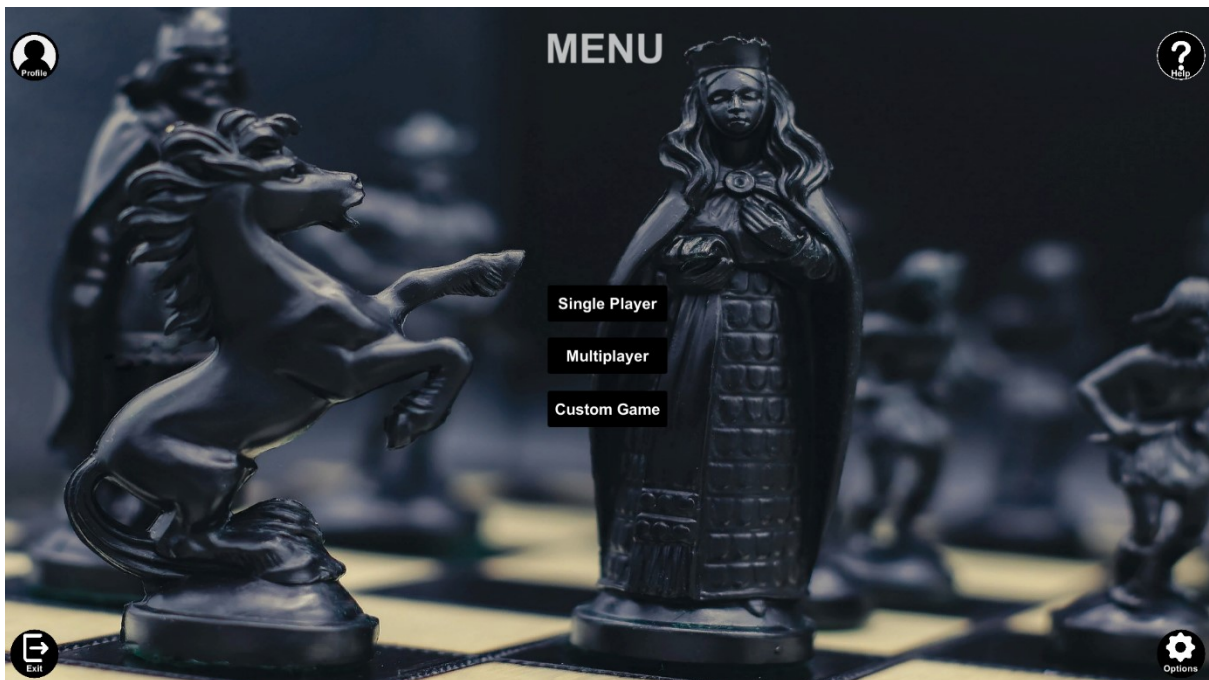 MENU
Profile
Help
Single Player
Multiplayer
Custom Game
Exit
Options